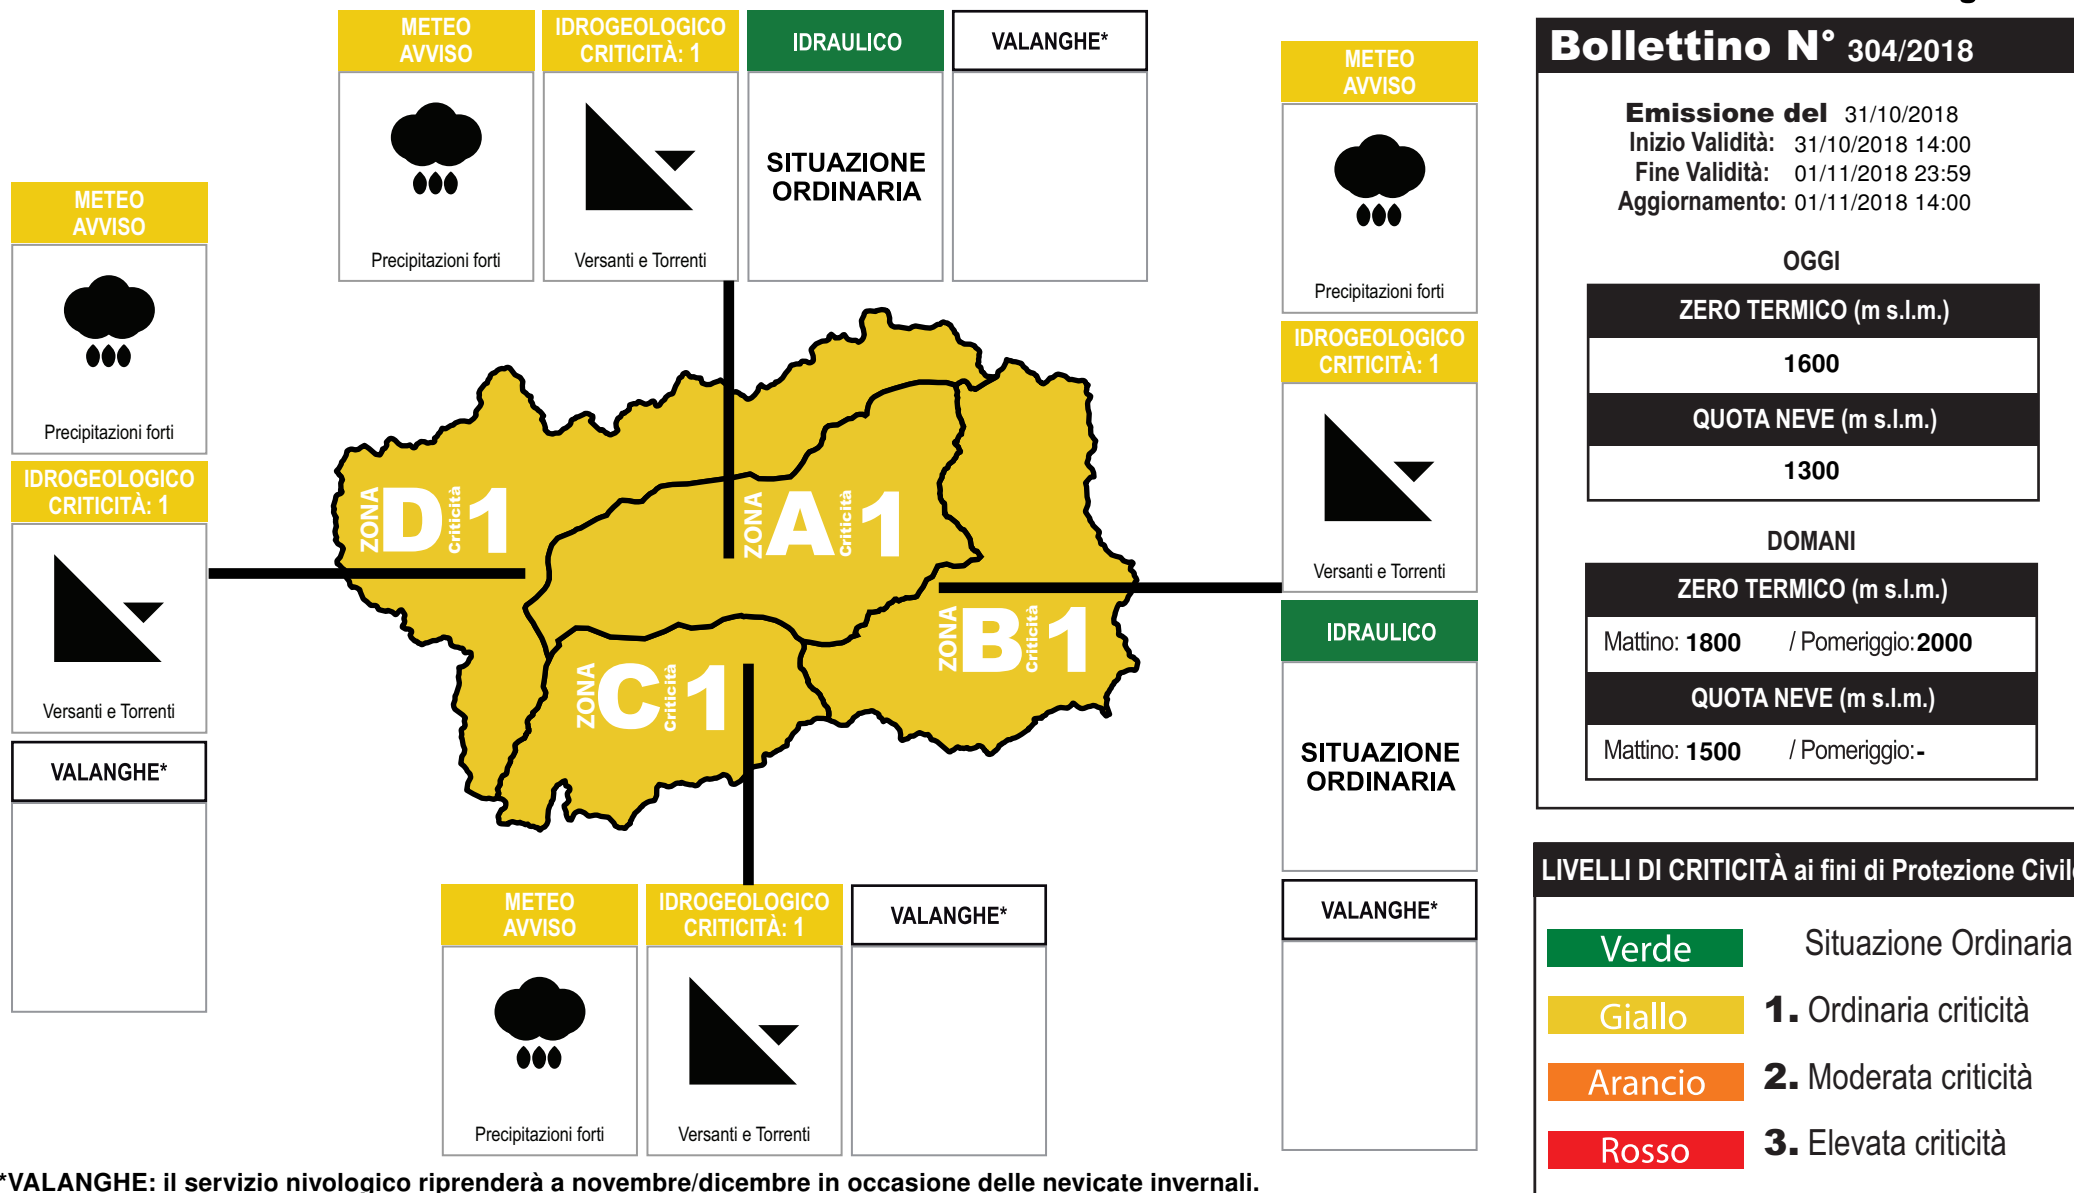 METEO
AVVISO
Precipitazioni forti
IDROGEOLOGICO
CRITICITÀ: 1
Versanti e Torrenti
IDRAULICO
SITUAZIONE
ORDINARIA
VALANGHE*
METEO
AVVISO
Precipitazioni forti
IDROGEOLOGICO
CRITICITÀ: 1
Versanti e Torrenti
VALANGHE*
METEO
AVVISO
Precipitazioni forti
IDROGEOLOGICO
CRITICITÀ: 1
Versanti e Torrenti
IDRAULICO
SITUAZIONE
ORDINARIA
VALANGHE*
ZONA D Criticità 1
ZONA A Criticità 1
ZONA B Criticità 1
ZONA C Criticità 1
METEO
AVVISO
Precipitazioni forti
IDROGEOLOGICO
CRITICITÀ: 1
Versanti e Torrenti
VALANGHE*
*VALANGHE: il servizio nivologico riprenderà a novembre/dicembre in occasione delle nevicate invernali.
Bollettino N° 304/2018
Emissione del 31/10/2018
Inizio Validità: 31/10/2018 14:00
Fine Validità: 01/11/2018 23:59
Aggiornamento: 01/11/2018 14:00
OGGI
ZERO TERMICO (m s.l.m.)
1600
QUOTA NEVE (m s.l.m.)
1300
DOMANI
ZERO TERMICO (m s.l.m.)
Mattino: 1800 / Pomeriggio: 2000
QUOTA NEVE (m s.l.m.)
Mattino: 1500 / Pomeriggio: -
LIVELLI DI CRITICITÀ ai fini di Protezione Civile
Verde Situazione Ordinaria
Giallo 1. Ordinaria criticità
Arancio 2. Moderata criticità
Rosso 3. Elevata criticità